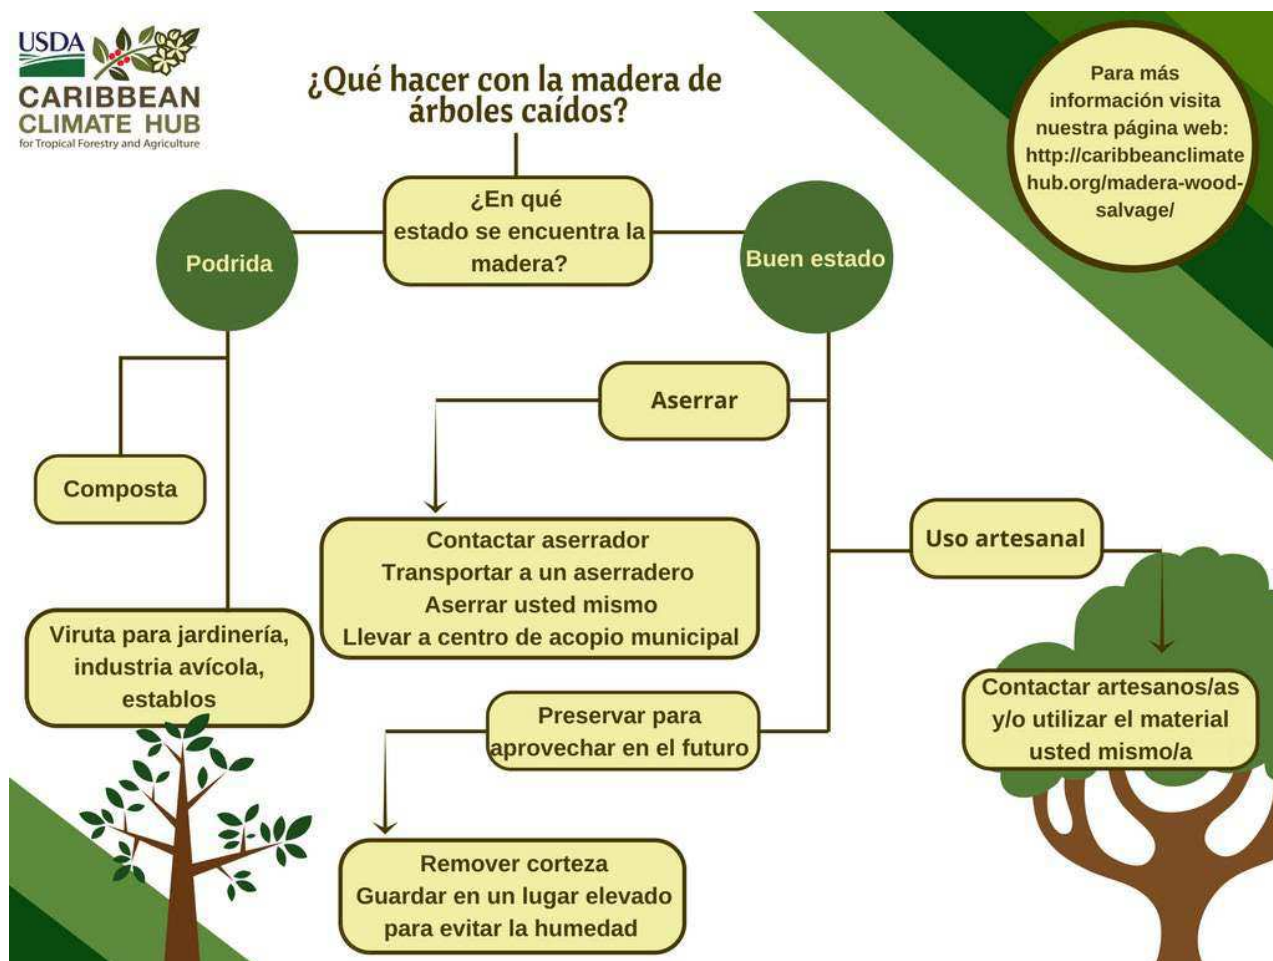 USDA
CARIBBEAN
CLIMATE HUB
for Tropical Forestry and Agriculture
¿Qué hacer con la madera de
árboles caídos?
Para más
información visita
nuestra página web:
http://caribbeanclimate
hub.org/madera-wood-
salvage/
¿En qué
estado se encuentra la
madera?
Podrida
Buen estado
Aserrar
Composta
Contactar aserrador
Transportar a un aserradero
Aserrar usted mismo
Llevar a centro de acopio municipal
Uso artesanal
Viruta para jardinería,
industria avícola,
establos
Contactar artesanos/as
y/o utilizar el material
usted mismo/a
Preservar para
aprovechar en el futuro
Remover corteza
Guardar en un lugar elevado
para evitar la humedad